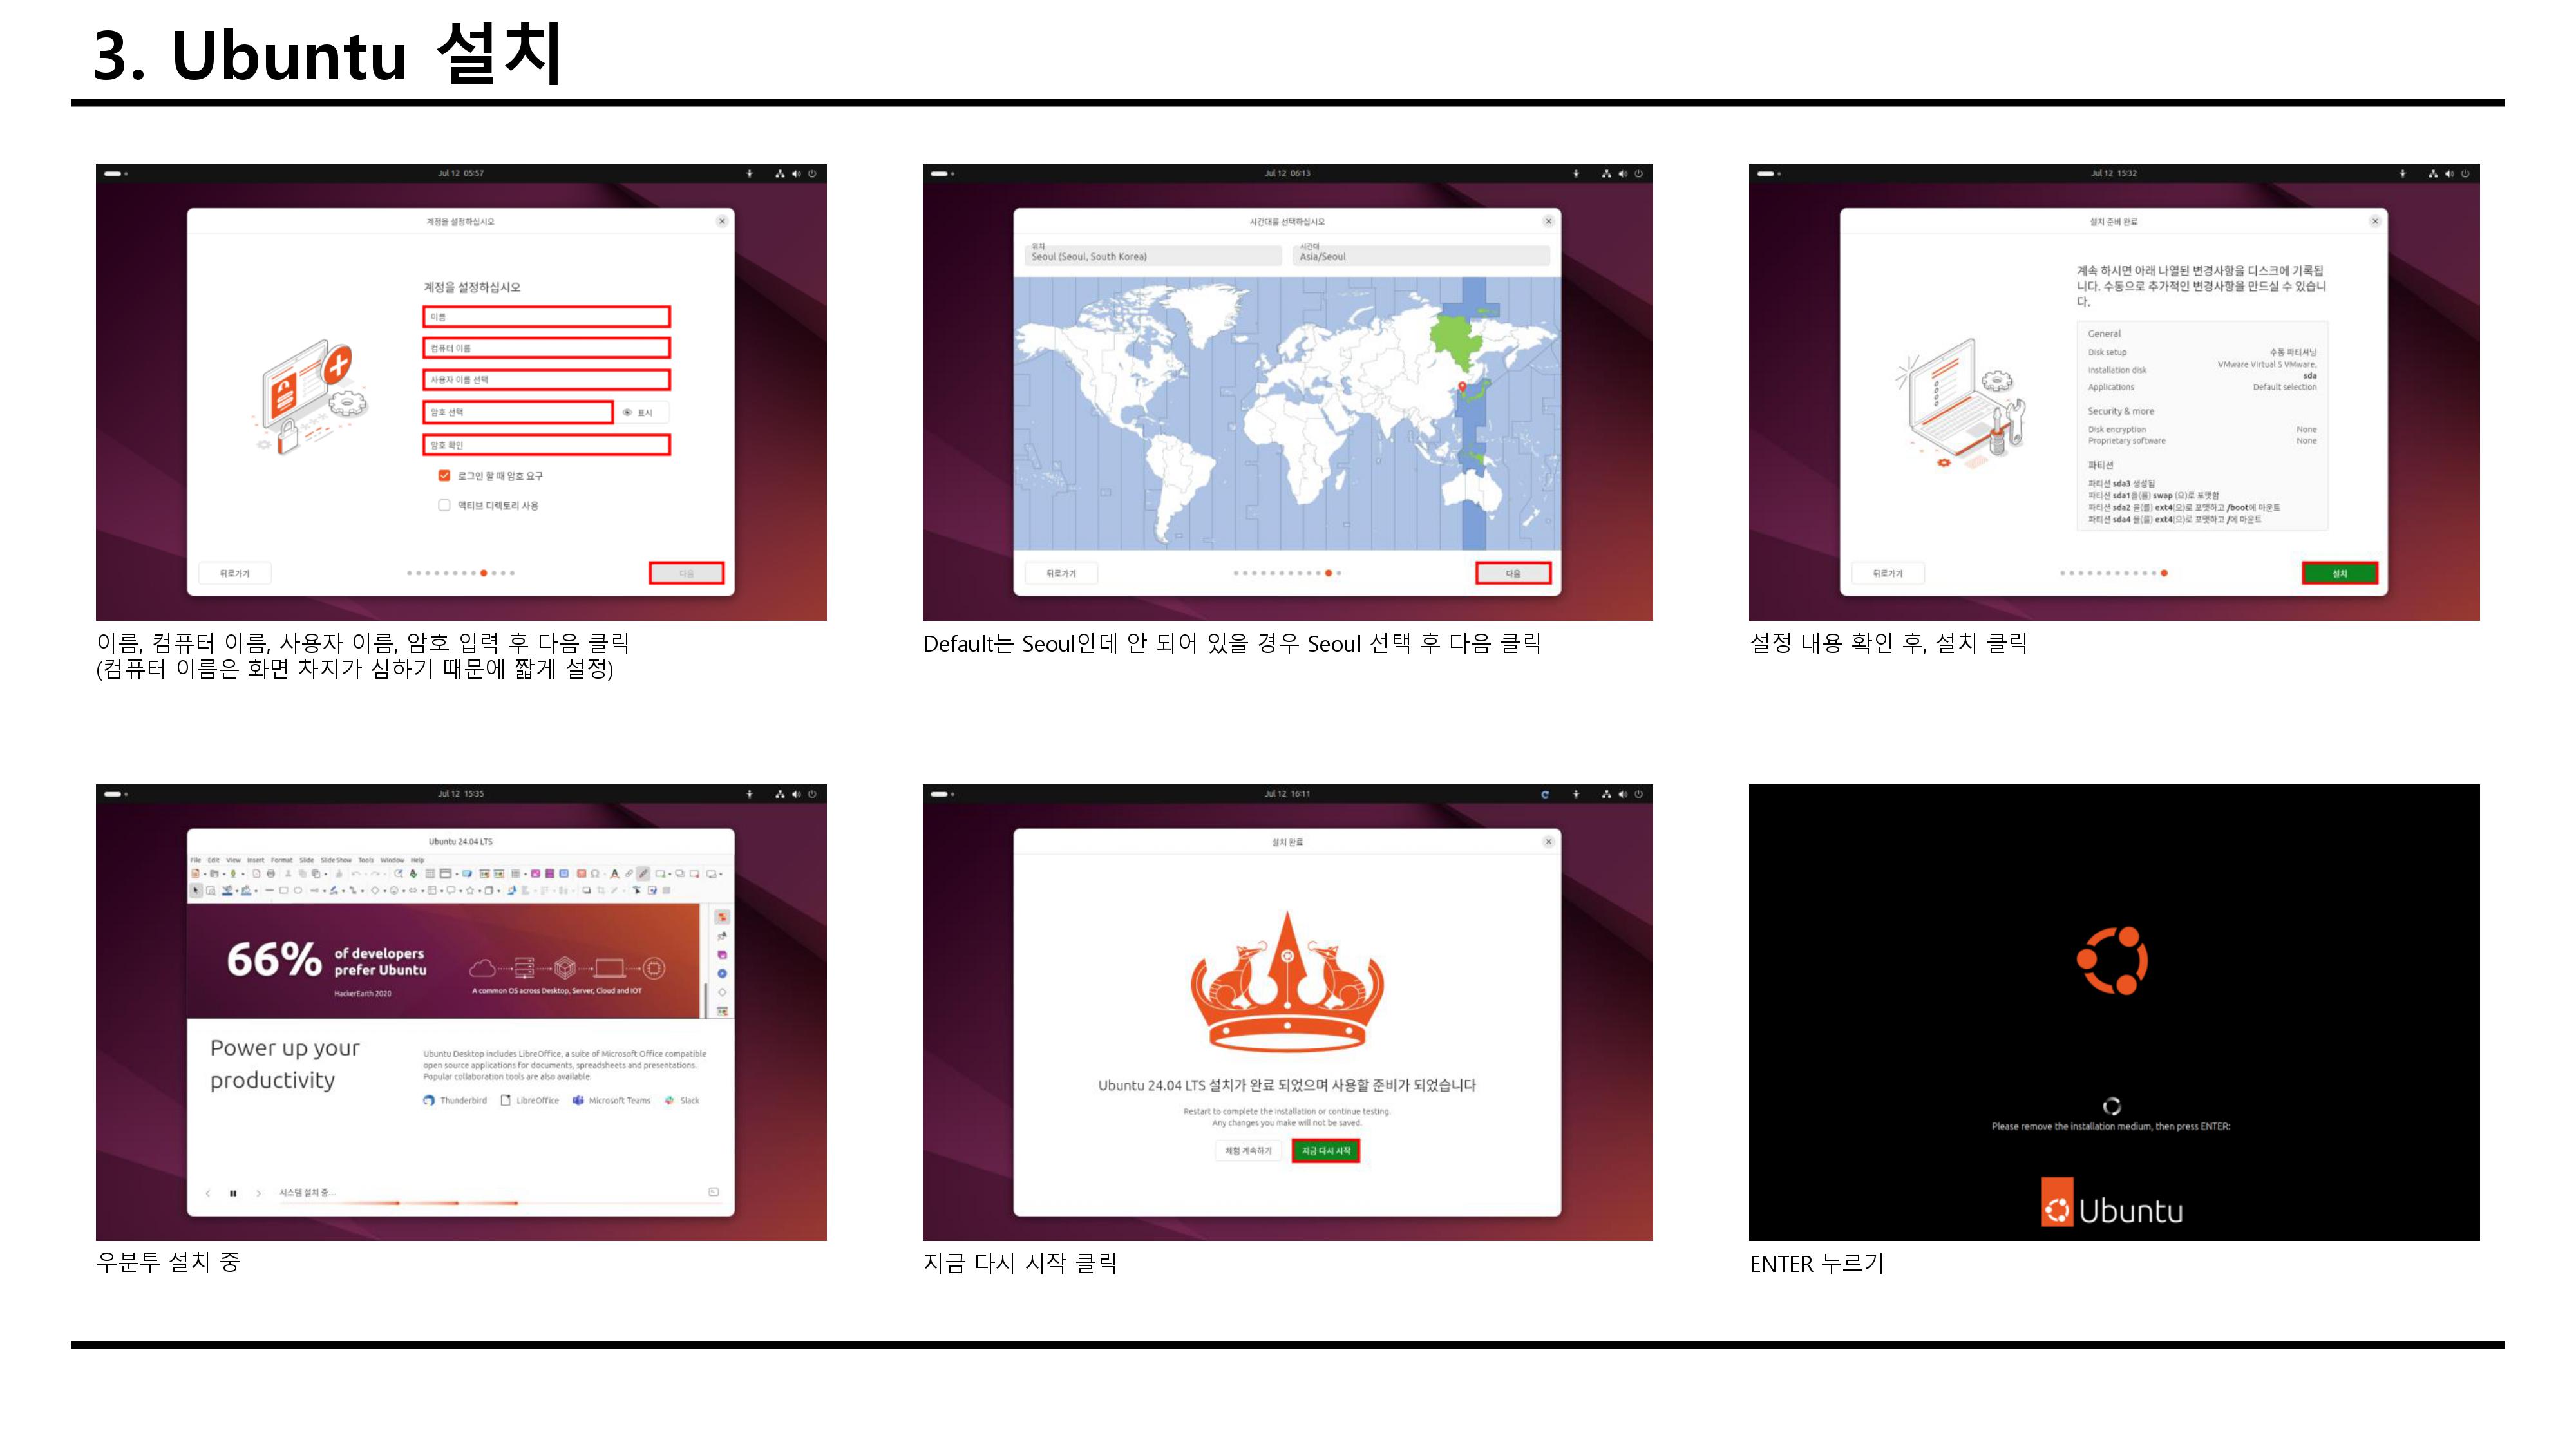 3. Ubuntu 설치
Jul 12 05:57
계정을 설정하십시오
계정을 설정하십시오
이름
컴퓨터 이름
사용자 이름 선택
암호 선택
표시
암호 확인
로그인 할 때 암호 요구
액티브 디렉토리 사용
뒤로가기
다음
이름, 컴퓨터 이름, 사용자 이름, 암호 입력 후 다음 클릭
(컴퓨터 이름은 화면 차지가 심하기 때문에 짧게 설정)
Jul 12 06:13
시간대를 선택하십시오
위치
Seoul (Seoul, South Korea)
시간대
Asia/Seoul
뒤로가기
다음
Default는 Seoul인데 안 되어 있을 경우 Seoul 선택 후 다음 클릭
Jul 12 15:32
설치 준비 완료
계속 하시면 아래 나열된 변경사항을 디스크에 기록됩
니다. 수동으로 추가적인 변경사항을 만드실 수 있습니
다.
General
Disk setup 수동 파티셔닝
Installation disk VMware Virtual S VMware,
sda
Applications Default selection
Security & more
Disk encryption None
Proprietary software None
파티션
파티션 sda3 생성됨
파티션 sda1을(를) swap (으)로 포맷함
파티션 sda2 을(를) ext4(으)로 포맷하고 /boot에 마운트
파티션 sda4 을(를) ext4(으)로 포맷하고 /에 마운트
뒤로가기
설치
설정 내용 확인 후, 설치 클릭
Jul 12 15:35
Ubuntu 24.04 LTS
File Edit View Insert Format Slide Slide Show Tools Window Help
66% of developers
prefer Ubuntu
HackerEarth 2020
A common OS across Desktop, Server, Cloud and IOT
Power up your
productivity
Ubuntu Desktop includes LibreOffice, a suite of Microsoft Office compatible
open source applications for documents, spreadsheets and presentations.
Popular collaboration tools are also available.
Thunderbird LibreOffice Microsoft Teams Slack
시스템 설치 중...
우분투 설치 중
Jul 12 16:11
설치 완료
Ubuntu 24.04 LTS 설치가 완료 되었으며 사용할 준비가 되었습니다
Restart to complete the installation or continue testing.
Any changes you make will not be saved.
체험 계속하기
지금 다시 시작
지금 다시 시작 클릭
Please remove the installation medium, then press ENTER:
Ubuntu
ENTER 누르기